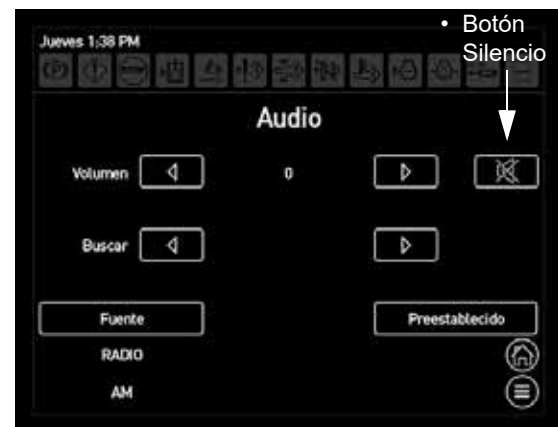 • Botón
Silencio
Jueves 1:38 PM
Audio
Volumen 0
Buscar
Fuente Preestablecido
RADIO
AM